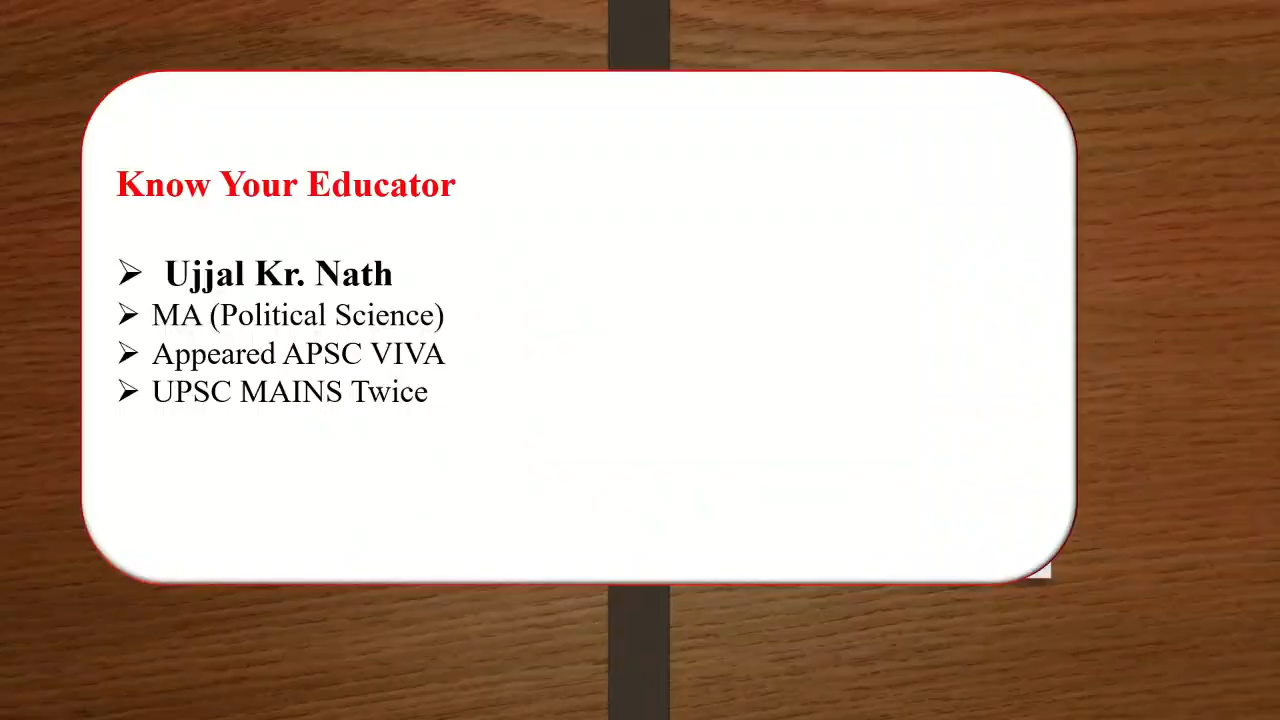 Know Your Educator
➢ Ujjal Kr. Nath
➢ MA (Political Science)
➢ Appeared APSC VIVA
➢ UPSC MAINS Twice